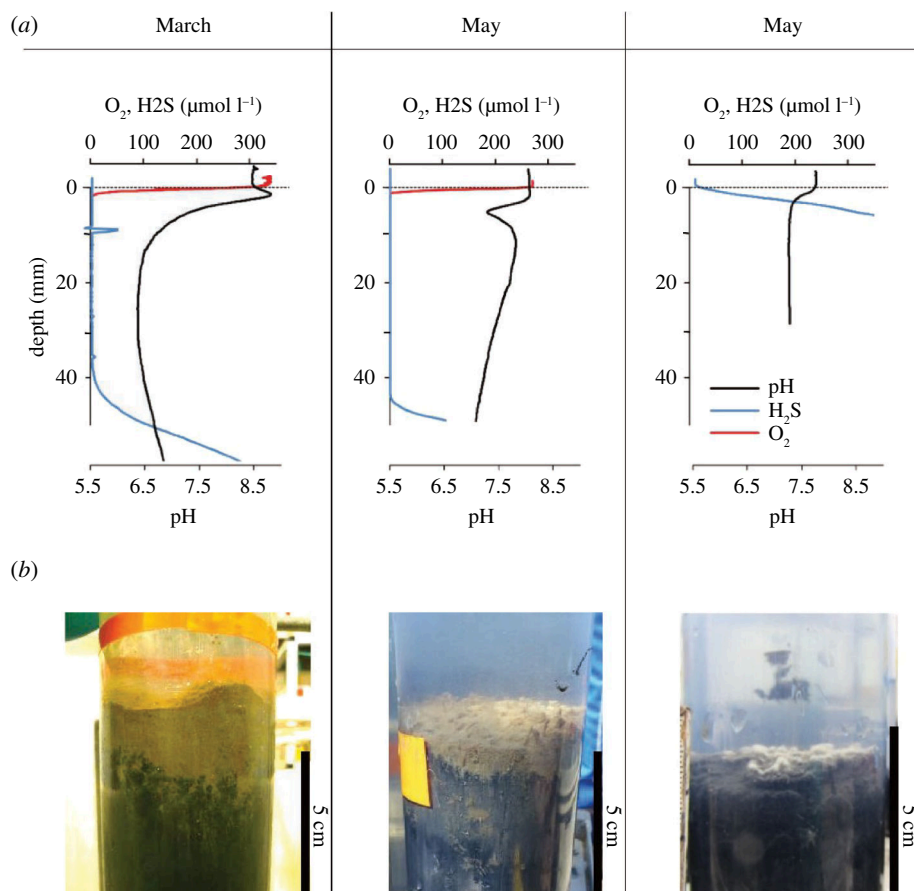 (a) March May May
O₂, H2S (µmol l⁻¹) O₂, H2S (µmol l⁻¹) O₂, H2S (µmol l⁻¹)
0 100 200 300 0 100 200 300 0 100 200 300
0 0 0
20 20 20
40 40 40
depth (mm)
pH
H₂S
O₂
5.5 6.5 7.5 8.5 5.5 6.5 7.5 8.5 5.5 6.5 7.5 8.5
pH pH pH
(b)
5 cm 5 cm 5 cm